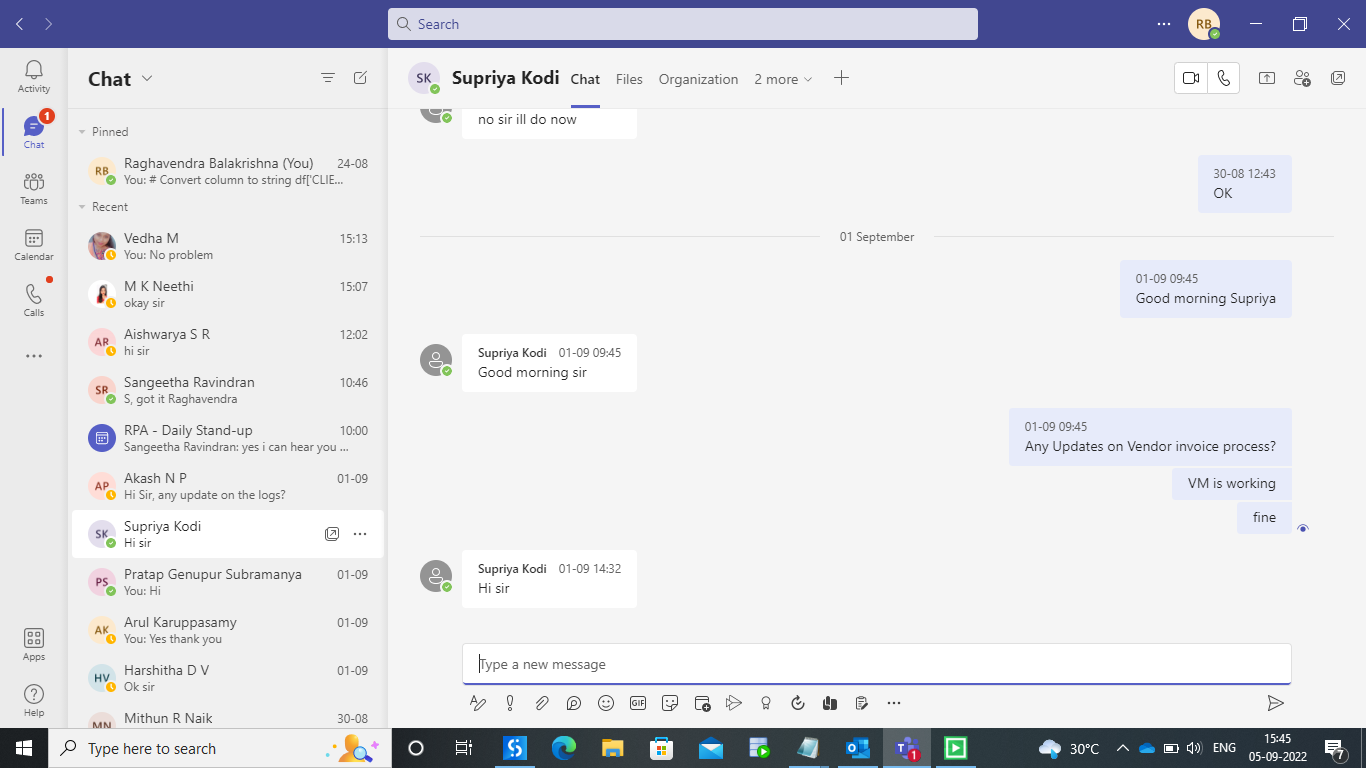 Search
RB
Activity
1
Chat
Teams
Calendar
Calls
Apps
Help
Chat
Pinned
RB
Raghavendra Balakrishna (You)
24-08
You: # Convert column to string df['CLIE...
Recent
Vedha M
15:13
You: No problem
M K Neethi
15:07
okay sir
AR
Aishwarya S R
12:02
hi sir
SR
Sangeetha Ravindran
10:46
S, got it Raghavendra
RPA - Daily Stand-up
10:00
Sangeetha Ravindran: yes i can hear you ...
AP
Akash N P
01-09
Hi Sir, any update on the logs?
SK
Supriya Kodi
Hi sir
PS
Pratap Genupur Subramanya
01-09
You: Hi
AK
Arul Karuppasamy
01-09
You: Yes thank you
HV
Harshitha D V
01-09
Ok sir
MN
Mithun R Naik
30-08
SK
Supriya Kodi
Chat
Files
Organization
2 more
no sir ill do now
30-08 12:43
OK
01 September
01-09 09:45
Good morning Supriya
Supriya Kodi 01-09 09:45
Good morning sir
01-09 09:45
Any Updates on Vendor invoice process?
VM is working
fine
Supriya Kodi 01-09 14:32
Hi sir
Type a new message
GIF
Type here to search
S
1
30°C
ENG
15:45
05-09-2022
7